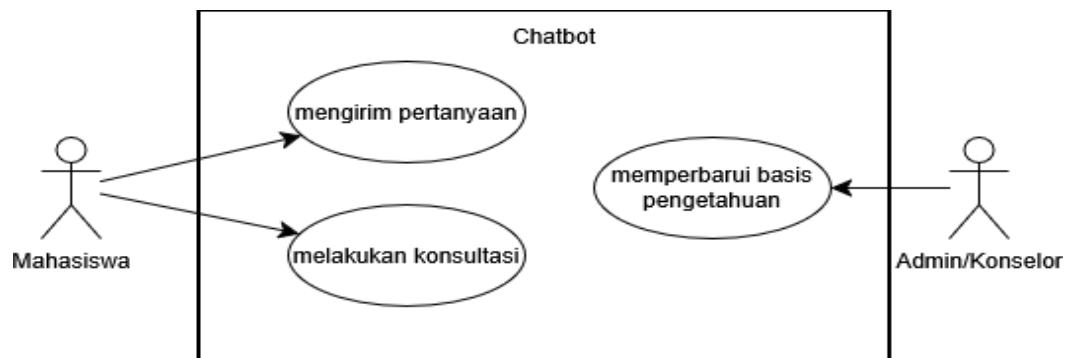 Chatbot
mengirim pertanyaan
memperbarui basis
pengetahuan
melakukan konsultasi
Mahasiswa
Admin/Konselor